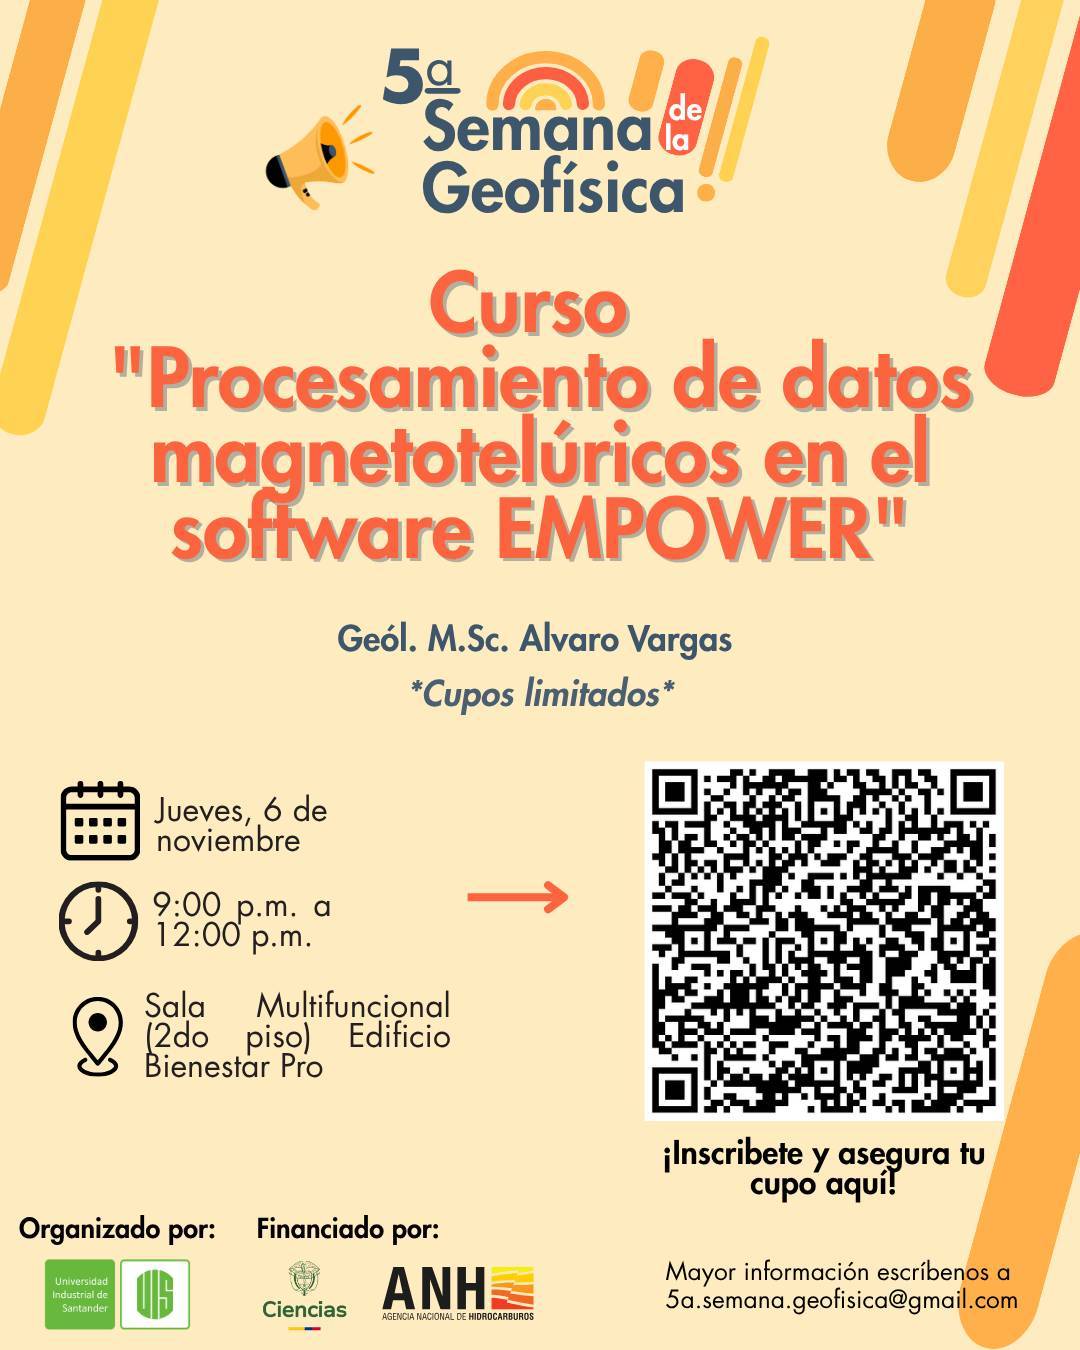 5a
Semana de la
Geofísica
Curso
"Procesamiento de datos
magnetotelúricos en el
software EMPOWER"
Geól. M.Sc. Alvaro Vargas
*Cupos limitados*
Jueves, 6 de
noviembre
9:00 p.m. a
12:00 p.m.
Sala Multifuncional
(2do piso) Edificio
Bienestar Pro
¡Inscribete y asegura tu
cupo aquí!
Organizado por:
Universidad
Industrial de
Santander
UIS
Financiado por:
Ciencias
ANH
AGENCIA NACIONAL DE HIDROCARBUROS
Mayor información escríbenos a
5a.semana.geofisica@gmail.com